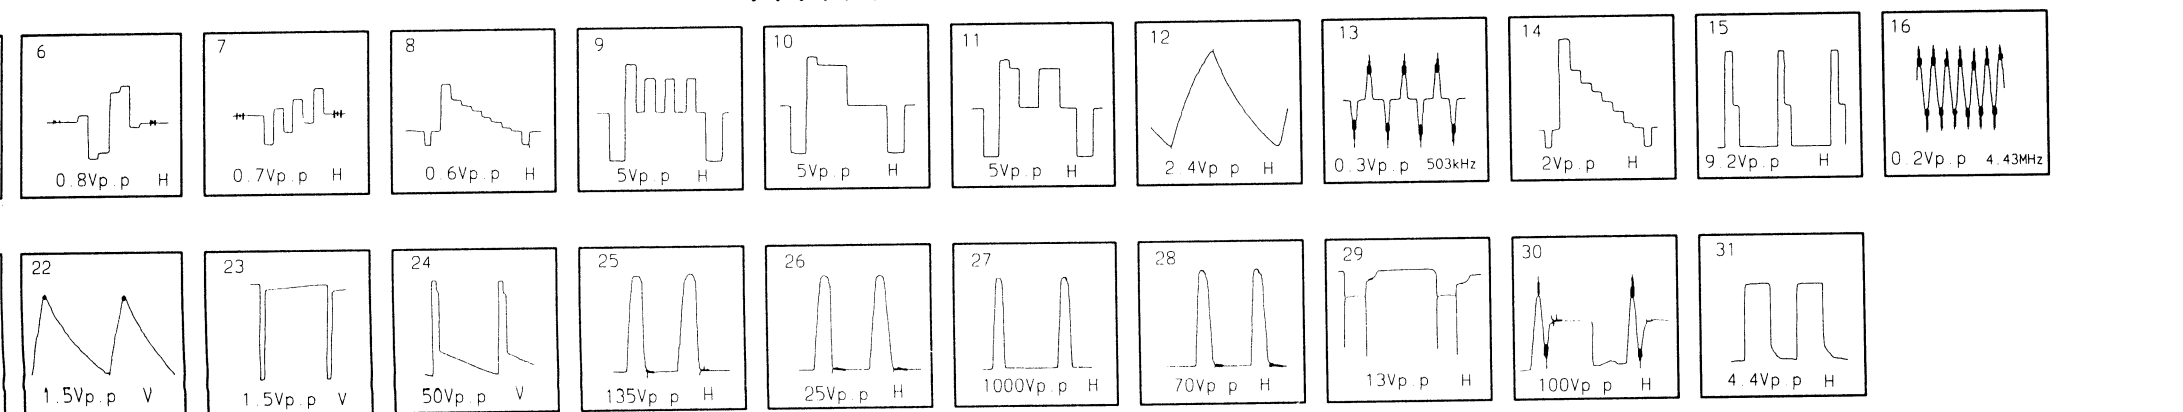 6
0.8Vp.p H
7
0.7Vp.p H
8
0.6Vp.p H
9
5Vp.p H
10
5Vp.p H
11
5Vp.p H
12
2.4Vp p H
13
0.3Vp.p 503kHz
14
2Vp.p H
15
9.2Vp.p H
16
0.2Vp.p 4.43MHz
22
1.5Vp.p V
23
1.5Vp.p V
24
50Vp.p V
25
135Vp p H
26
25Vp.p H
27
1000Vp.p H
28
70Vp p H
29
13Vp.p H
30
100Vp p H
31
4.4Vp.p H